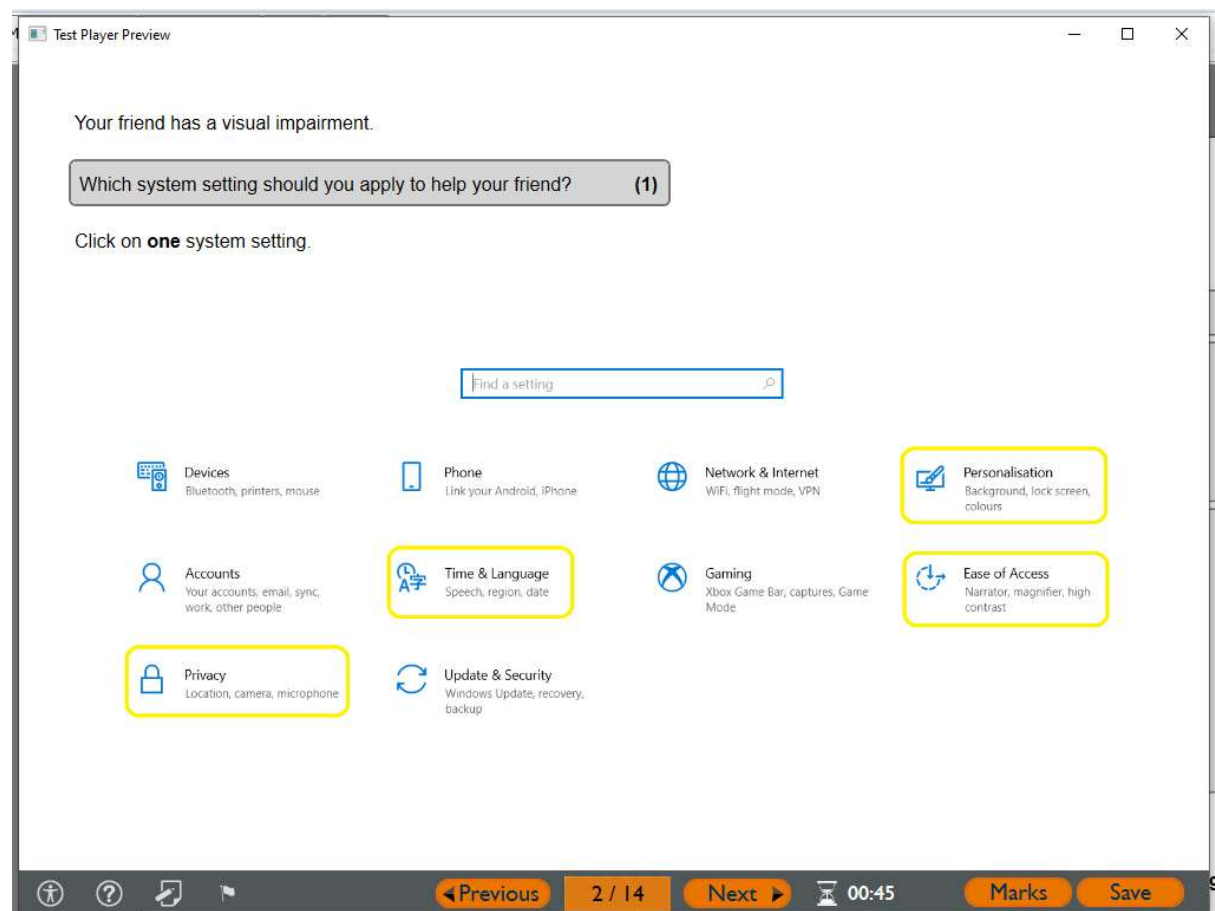 Test Player Preview
Your friend has a visual impairment.
Which system setting should you apply to help your friend? (1)
Click on one system setting.
Find a setting
Devices
Bluetooth, printers, mouse
Phone
Link your Android, iPhone
Network & Internet
WiFi, flight mode, VPN
Personalisation
Background, lock screen,
colours
Accounts
Your accounts, email, sync,
work, other people
Time & Language
Speech, region, date
Gaming
Xbox Game Bar, captures, Game
Mode
Ease of Access
Narrator, magnifier, high
contrast
Privacy
Location, camera, microphone
Update & Security
Windows Update, recovery,
backup
Previous 2 / 14 Next 00:45 Marks Save